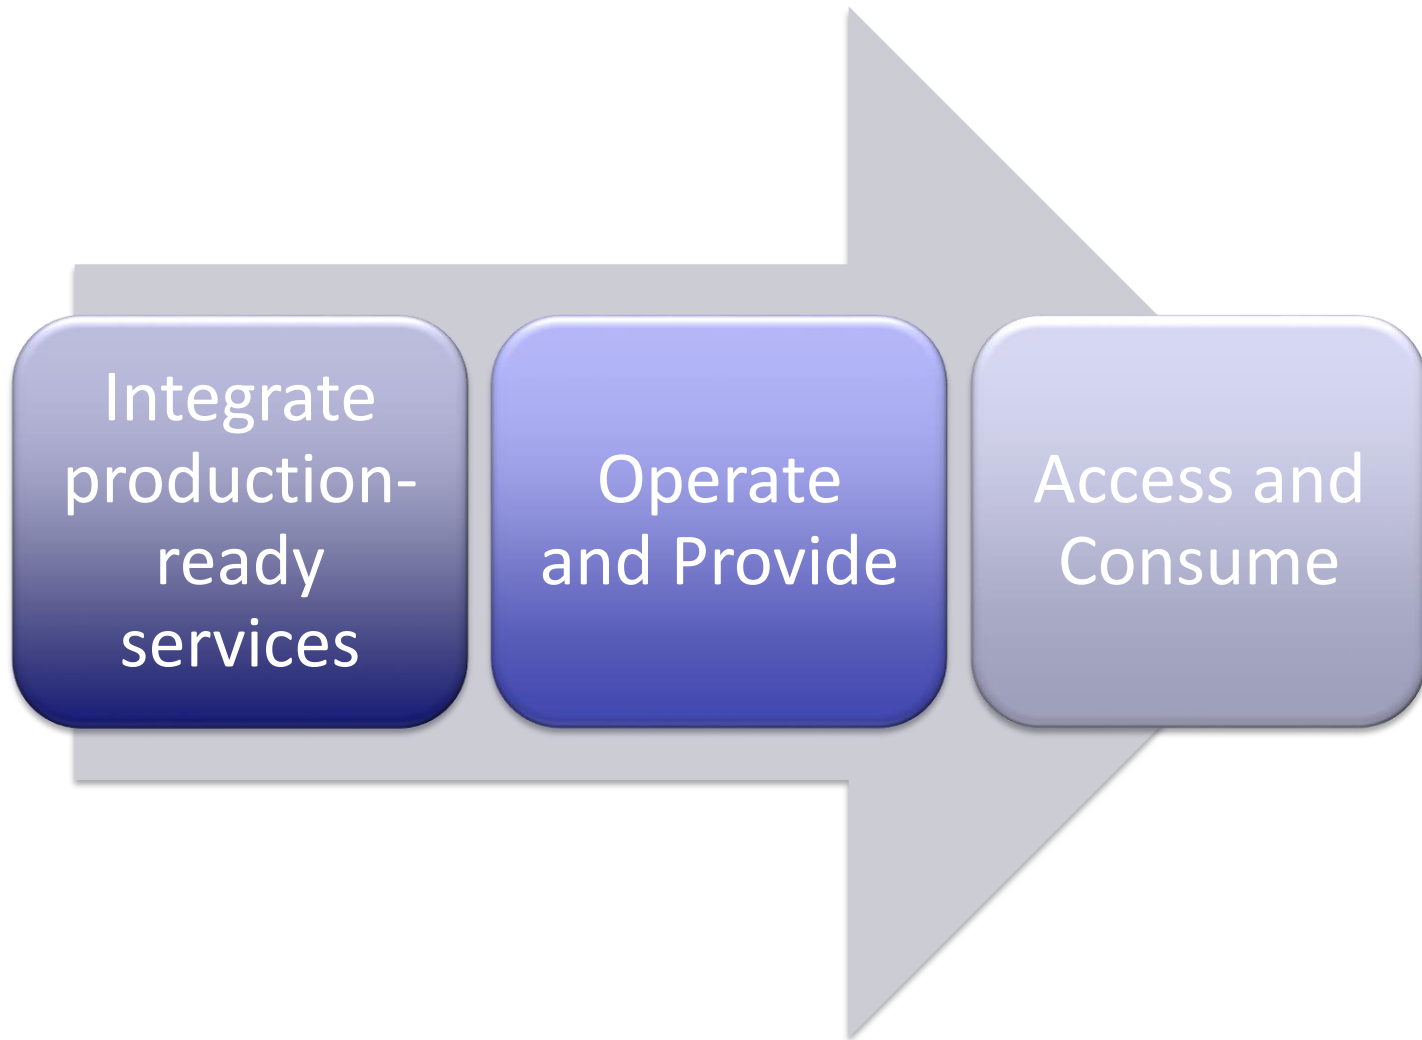 Integrate
production-
ready
services
Operate
and Provide
Access and
Consume